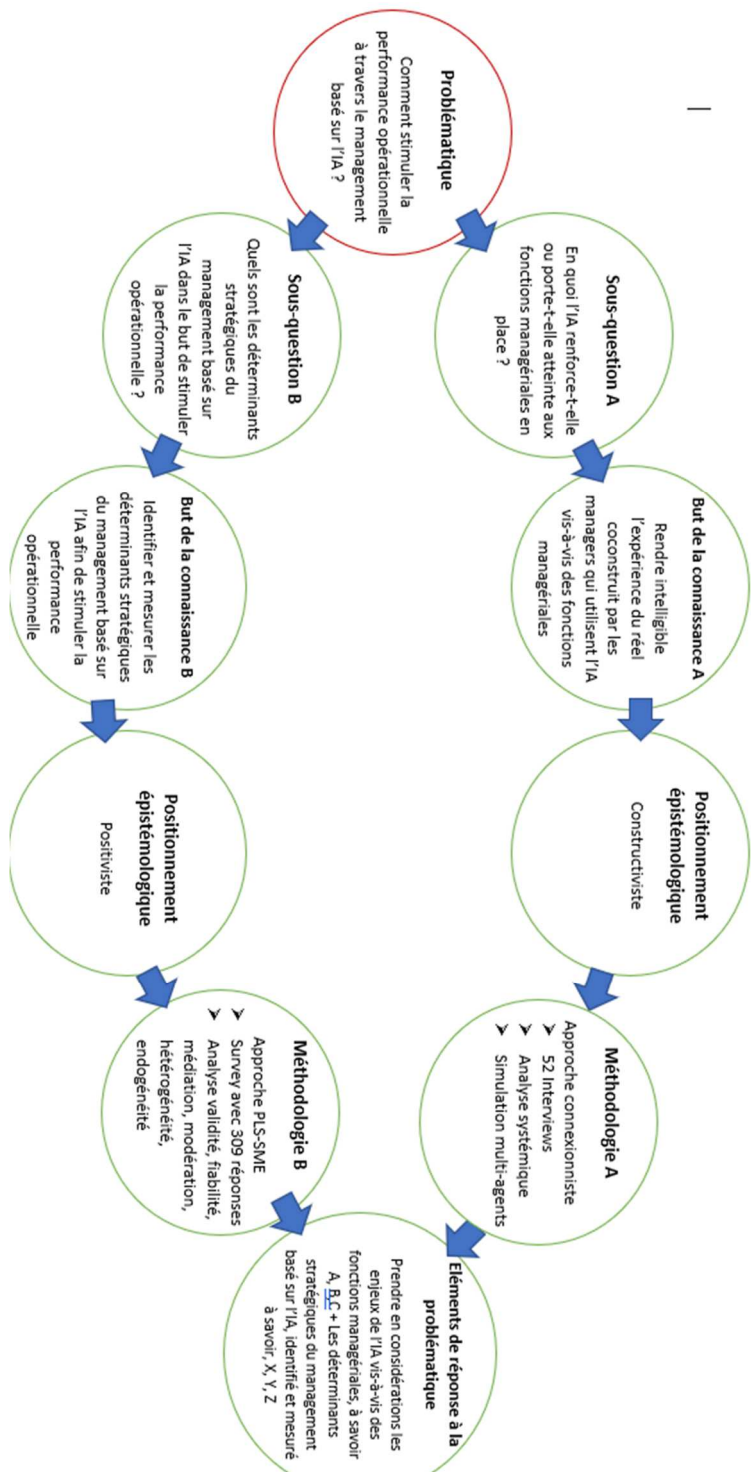 Problématique
Comment stimuler la
performance opérationnelle
à travers le management
basé sur l’IA ?
Sous-question A
En quoi l’IA renforce-t-elle
ou porte-t-elle atteinte aux
fonctions managériales en
place ?
But de la connaissance A
Rendre intelligible
l’expérience du réel
coconstruit par les
managers qui utilisent l’IA
vis-à-vis des fonctions
managériales
Positionnement
épistémologique
Constructiviste
Méthodologie A
Approche connexionniste
➢ 52 Interviews
➢ Analyse systémique
➢ Simulation multi-agents
Sous-question B
Quels sont les déterminants
stratégiques du
management basé sur
l’IA dans le but de stimuler
la performance
opérationnelle ?
But de la connaissance B
Identifier et mesurer les
déterminants stratégiques
du management basé sur
l’IA afin de stimuler la
performance
opérationnelle
Positionnement
épistémologique
Positiviste
Méthodologie B
Approche PLS-SME
➢ Survey avec 309 réponses
➢ Analyse validité, fiabilité,
médiation, modération,
hétérogénéité,
endogénéité
Eléments de réponse à la
problématique
Prendre en considérations les
enjeux de l’IA vis-à-vis des
fonctions managériales, à savoir
A, B,C + Les déterminants
stratégiques du management
basé sur l’IA, identifié et mesuré
à savoir, X, Y, Z